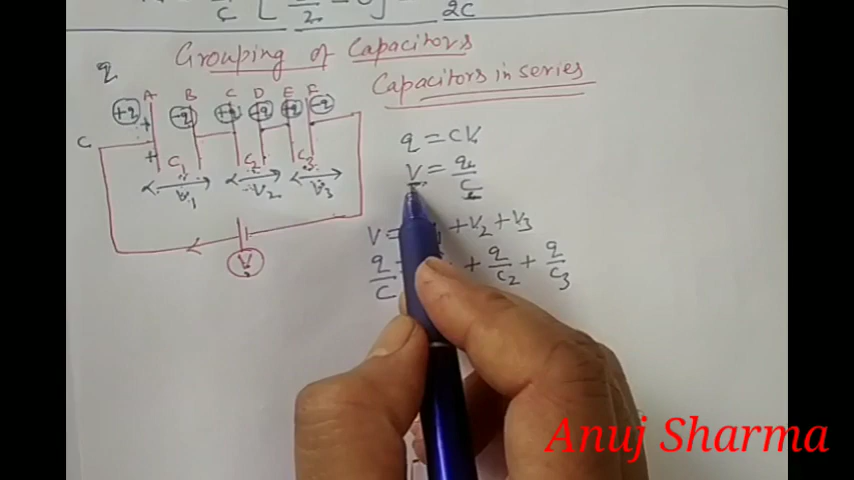 2C
Grouping of Capacitors
Capacitors in series
q
A B C D E F
+q -q +q -q +q -q
C
C1 C2 C3
V1 V2 V3
V
q = CV
V = q/C
V = + V2 + V3
q/C + q/C2 + q/C3
Anuj Sharma